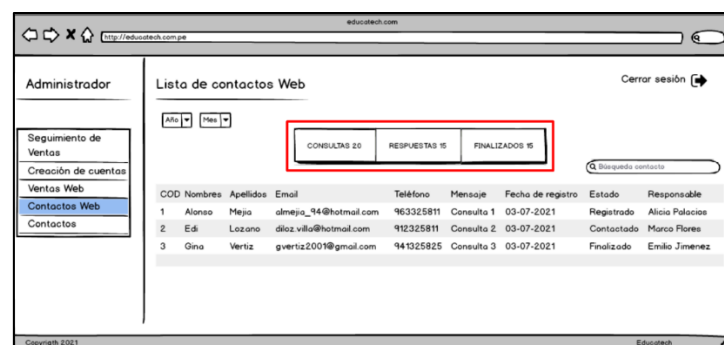 educatech.com
http://educatech.com.pe
Administrador
Lista de contactos Web
Cerrar sesión
Año
Mes
CONSULTAS 20
RESPUESTAS 15
FINALIZADOS 15
Búsqueda contacto
Seguimiento de
Ventas
Creación de cuentas
Ventas Web
Contactos Web
Contactos
COD Nombres Apellidos Email Teléfono Mensaje Fecha de registro Estado Responsable
1 Alonso Mejia almejia_94@hotmail.com 963325811 Consulta 1 03-07-2021 Registrado Alicia Palacios
2 Edi Lozano diloz.villa@hotmail.com 912325811 Consulta 2 03-07-2021 Contactado Marco Flores
3 Gina Vertiz gvertiz2001@gmail.com 941325825 Consulta 3 03-07-2021 Finalizado Emilio Jimenez
Copyrigth 2021
Educatech